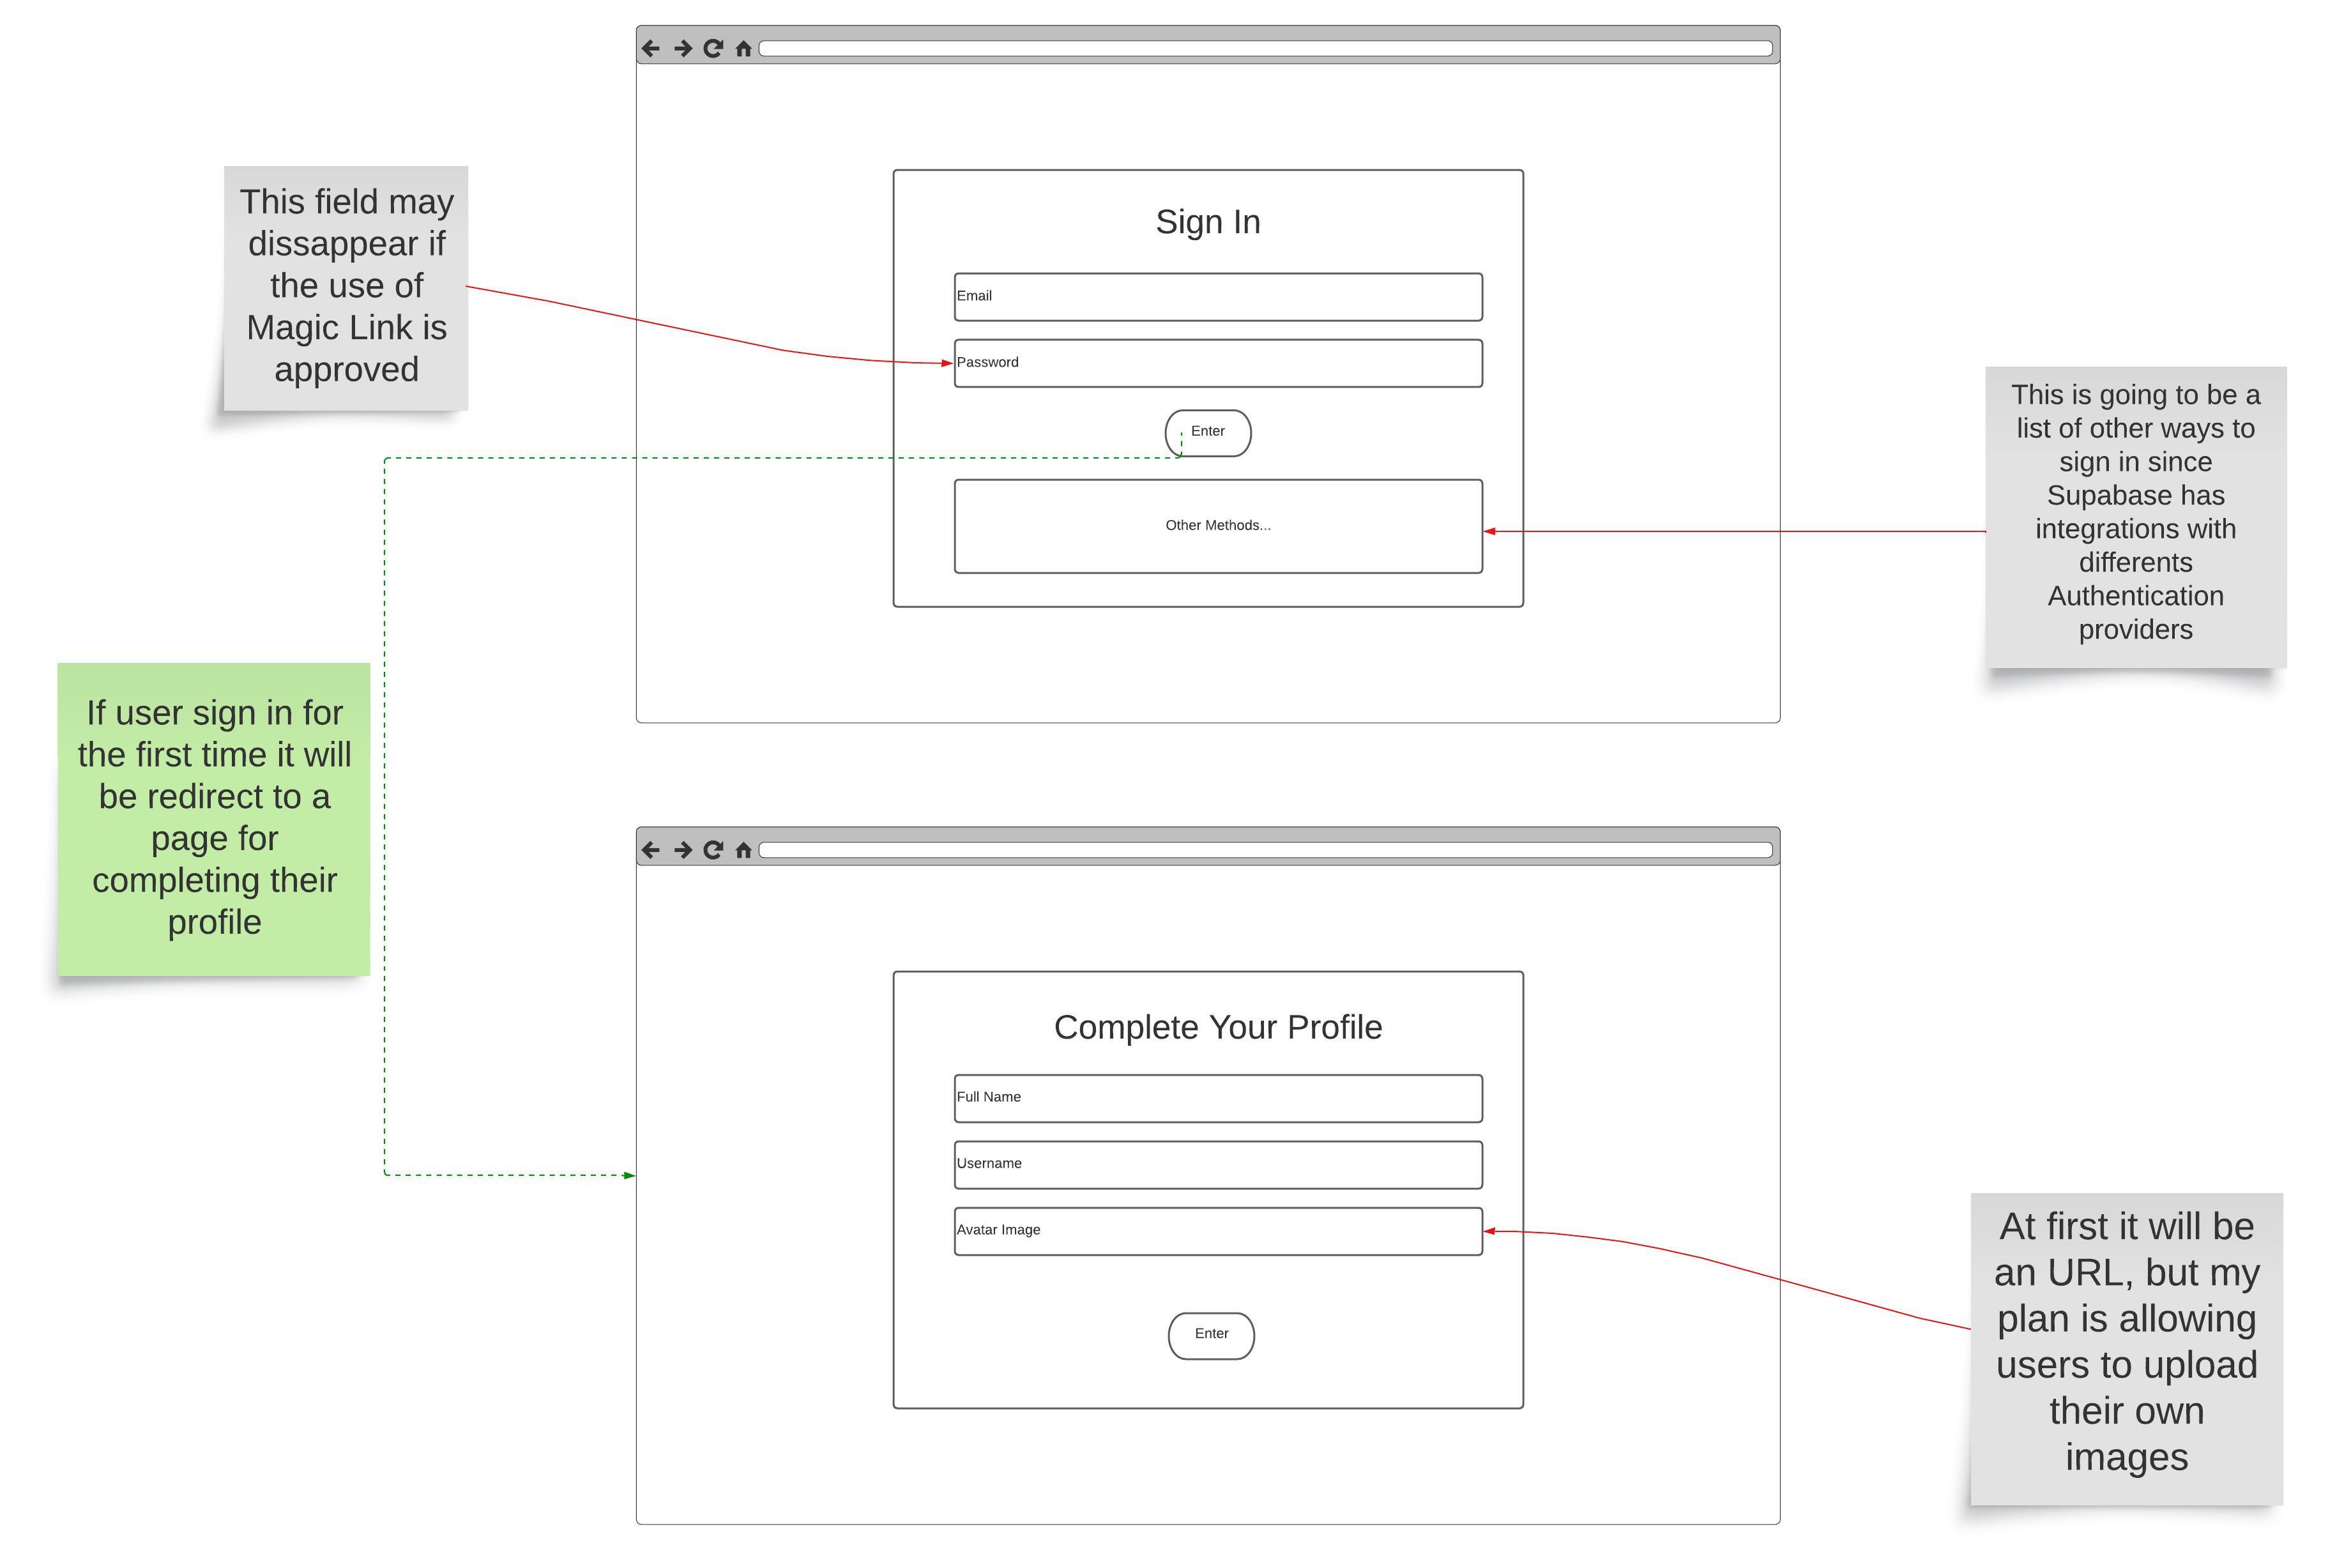 This field may
dissappear if
the use of
Magic Link is
approved
Sign In
Email
Password
Enter
Other Methods...
This is going to be a
list of other ways to
sign in since
Supabase has
integrations with
differents
Authentication
providers
If user sign in for
the first time it will
be redirect to a
page for
completing their
profile
Complete Your Profile
Full Name
Username
Avatar Image
Enter
At first it will be
an URL, but my
plan is allowing
users to upload
their own
images